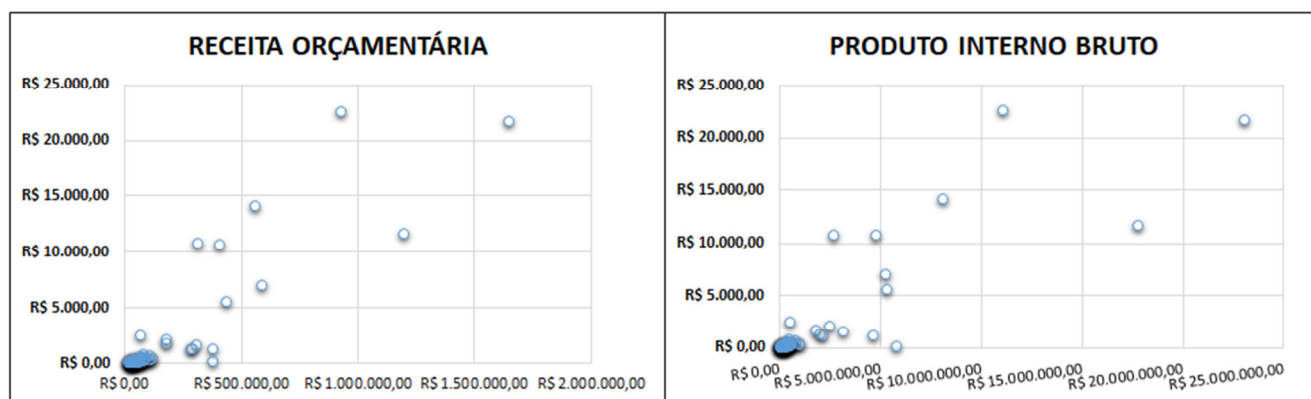 RECEITA ORÇAMENTÁRIA
R$ 25.000,00
R$ 20.000,00
R$ 15.000,00
R$ 10.000,00
R$ 5.000,00
R$ 0,00
R$ 0,00 R$500.000,00 R$ 1.000.000,00 R$ 1.500.000,00 R$ 2.000.000,00
PRODUTO INTERNO BRUTO
R$ 25.000,00
R$ 20.000,00
R$ 15.000,00
R$ 10.000,00
R$ 5.000,00
R$ 0,00
R$ 0,00 R$ 5.000.000,00 R$ 10.000.000,00 R$ 15.000.000,00 R$ 20.000.000,00 R$ 25.000.000,00